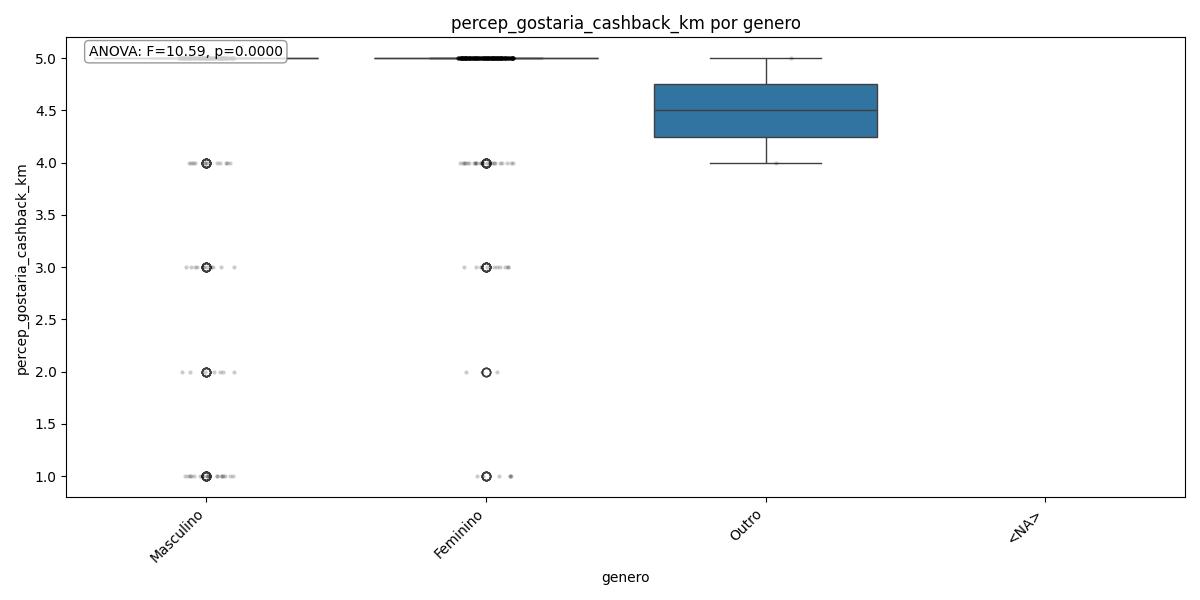 percep_gostaria_cashback_km por genero
ANOVA: F=10.59, p=0.0000
percep_gostaria_cashback_km
5.0
4.5
4.0
3.5
3.0
2.5
2.0
1.5
1.0
Masculino
Feminino
Outro
<NA>
genero